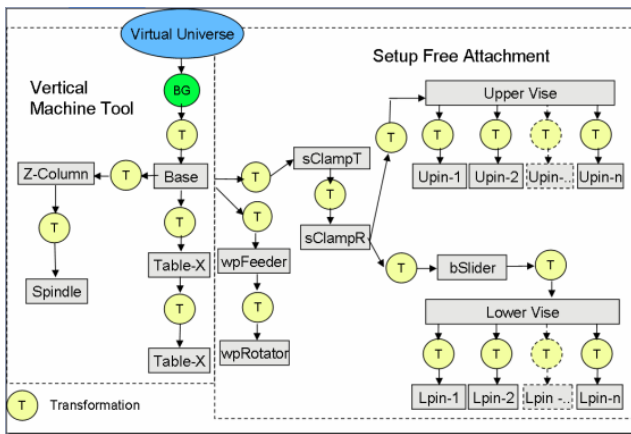 Virtual Universe
Setup Free Attachment
Vertical
Machine Tool
BG
Upper Vise
T
T
T
T
T
T
sClampT
Z-Column
T
Base
T
T
Upin-1
Upin-2
Upin-..
Upin-n
T
T
T
sClampR
wpFeeder
Table-X
T
bSlider
T
Spindle
T
T
Lower Vise
Table-X
wpRotator
T
T
T
T
Lpin-1
Lpin-2
Lpin -..
Lpin-n
T
Transformation